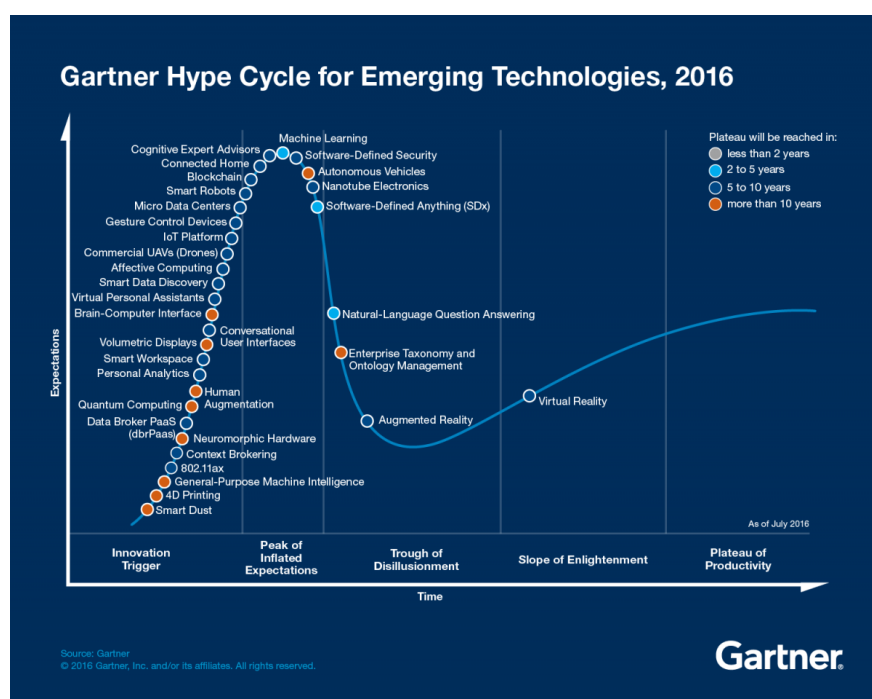 Gartner Hype Cycle for Emerging Technologies, 2016
Plateau will be reached in:
less than 2 years
2 to 5 years
5 to 10 years
more than 10 years
Expectations
Machine Learning
Cognitive Expert Advisors
Software-Defined Security
Connected Home
Autonomous Vehicles
Blockchain
Nanotube Electronics
Smart Robots
Micro Data Centers
Software-Defined Anything (SDx)
Gesture Control Devices
IoT Platform
Commercial UAVs (Drones)
Affective Computing
Smart Data Discovery
Virtual Personal Assistants
Brain-Computer Interface
Natural-Language Question Answering
Conversational
User Interfaces
Volumetric Displays
Enterprise Taxonomy and
Ontology Management
Smart Workspace
Personal Analytics
Human
Augmentation
Quantum Computing
Virtual Reality
Data Broker PaaS
(dbrPaas)
Augmented Reality
Neuromorphic Hardware
Context Brokering
802.11ax
General-Purpose Machine Intelligence
4D Printing
Smart Dust
As of July 2016
Innovation
Trigger
Peak of
Inflated
Expectations
Trough of
Disillusionment
Slope of Enlightenment
Plateau of
Productivity
Time
Source: Gartner
© 2016 Gartner, Inc. and/or its affiliates. All rights reserved.
Gartner®